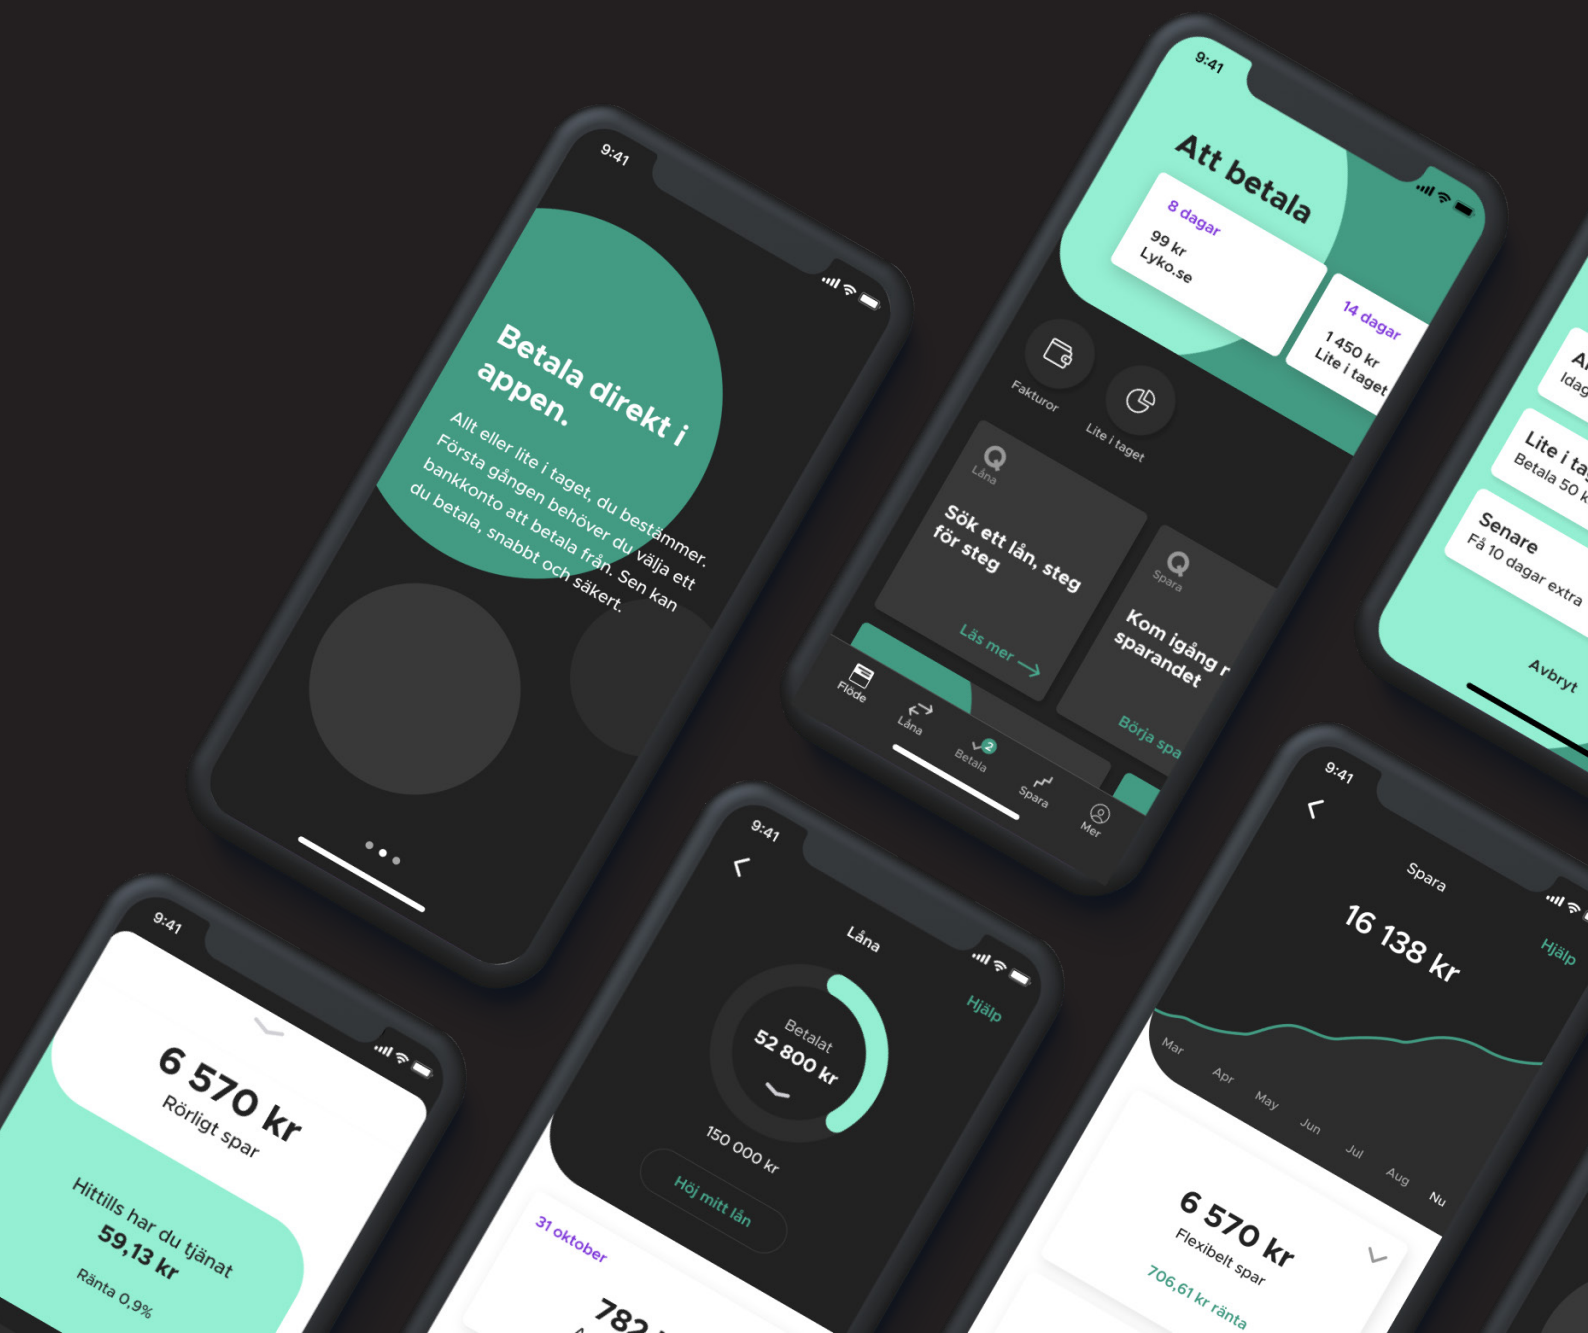 9:41
Betala direkt i
appen.
Allt eller lite i taget, du bestämmer.
Första gången behöver du välja ett
bankkonto att betala från. Sen kan
du betala, snabbt och säkert.
9:41
Att betala
8 dagar
99 kr
Lyko.se
14 dagar
1 450 kr
Lite i taget
Fakturor
Lite i taget
Låna
Sök ett lån, steg
för steg
Läs mer
Spara
Kom igång
sparandet
Börja spa
Flöde
Låna
2
Betala
Spara
Mer
Idag
Lite i tag
Betala 50 k
Senare
Få 10 dagar extra
Avbryt
9:41
6 570 kr
Rörligt spar
Hittills har du tjänat
59,13 kr
Ränta 0,9%
9:41
Låna
Hjälp
Betalat
52 800 kr
150 000 kr
Höj mitt lån
31 oktober
782
9:41
Spara
16 138 kr
Hjälp
Mar
Apr
May
Jun
Jul
Aug
Nu
6 570 kr
Flexibelt spar
706,61 kr ränta